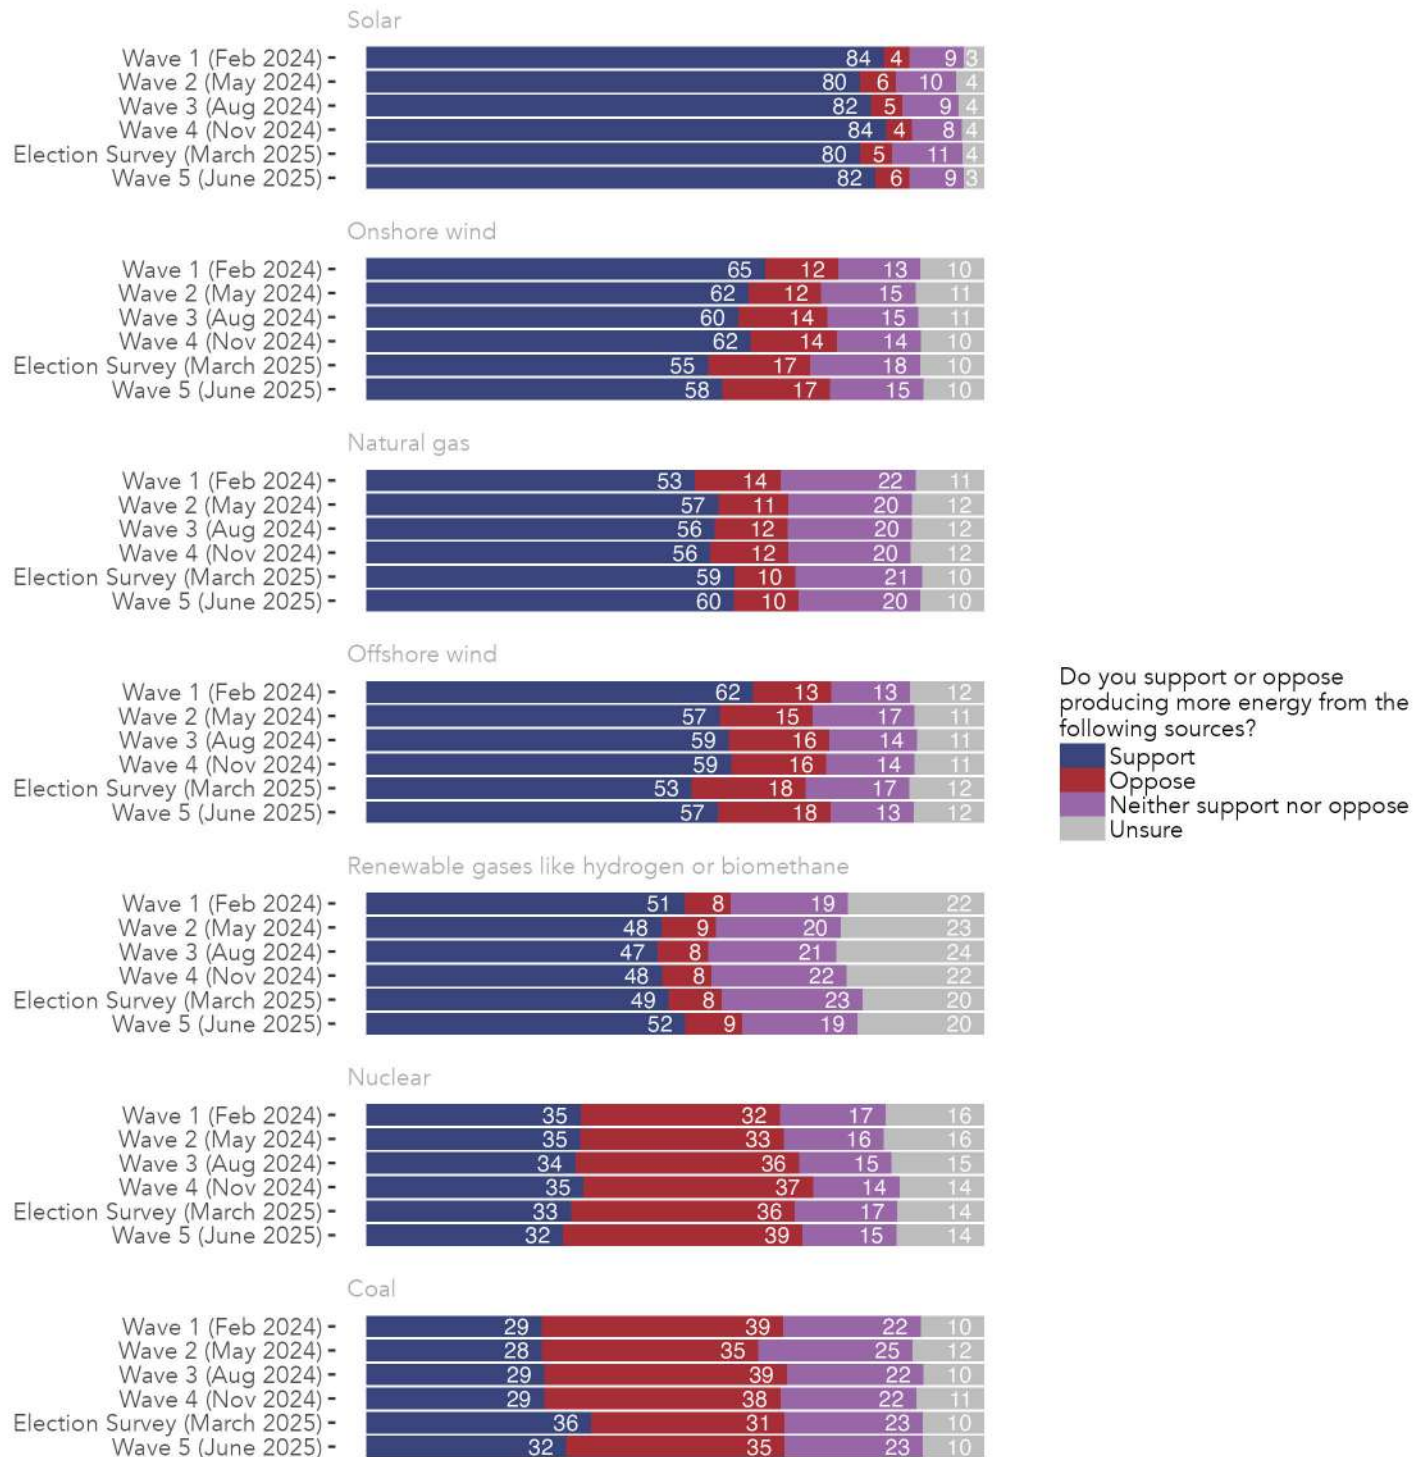 Solar
Wave 1 (Feb 2024) - 84 4 9 3
Wave 2 (May 2024) - 80 6 10 4
Wave 3 (Aug 2024) - 82 5 9 4
Wave 4 (Nov 2024) - 84 4 8 4
Election Survey (March 2025) - 80 5 11 4
Wave 5 (June 2025) - 82 6 9 3
Onshore wind
Wave 1 (Feb 2024) - 65 12 13 10
Wave 2 (May 2024) - 62 12 15 11
Wave 3 (Aug 2024) - 60 14 15 11
Wave 4 (Nov 2024) - 62 14 14 10
Election Survey (March 2025) - 55 17 18 10
Wave 5 (June 2025) - 58 17 15 10
Natural gas
Wave 1 (Feb 2024) - 53 14 22 11
Wave 2 (May 2024) - 57 11 20 12
Wave 3 (Aug 2024) - 56 12 20 12
Wave 4 (Nov 2024) - 56 12 20 12
Election Survey (March 2025) - 59 10 21 10
Wave 5 (June 2025) - 60 10 20 10
Offshore wind
Wave 1 (Feb 2024) - 62 13 13 12
Wave 2 (May 2024) - 57 15 17 11
Wave 3 (Aug 2024) - 59 16 14 11
Wave 4 (Nov 2024) - 59 16 14 11
Election Survey (March 2025) - 53 18 17 12
Wave 5 (June 2025) - 57 18 13 12
Renewable gases like hydrogen or biomethane
Wave 1 (Feb 2024) - 51 8 19 22
Wave 2 (May 2024) - 48 9 20 23
Wave 3 (Aug 2024) - 47 8 21 24
Wave 4 (Nov 2024) - 48 8 22 22
Election Survey (March 2025) - 49 8 23 20
Wave 5 (June 2025) - 52 9 19 20
Nuclear
Wave 1 (Feb 2024) - 35 32 17 16
Wave 2 (May 2024) - 35 33 16 16
Wave 3 (Aug 2024) - 34 36 15 15
Wave 4 (Nov 2024) - 35 37 14 14
Election Survey (March 2025) - 33 36 17 14
Wave 5 (June 2025) - 32 39 15 14
Coal
Wave 1 (Feb 2024) - 29 39 22 10
Wave 2 (May 2024) - 28 35 25 12
Wave 3 (Aug 2024) - 29 39 22 10
Wave 4 (Nov 2024) - 29 38 22 11
Election Survey (March 2025) - 36 31 23 10
Wave 5 (June 2025) - 32 35 23 10
Do you support or oppose
producing more energy from the
following sources?
Support
Oppose
Neither support nor oppose
Unsure